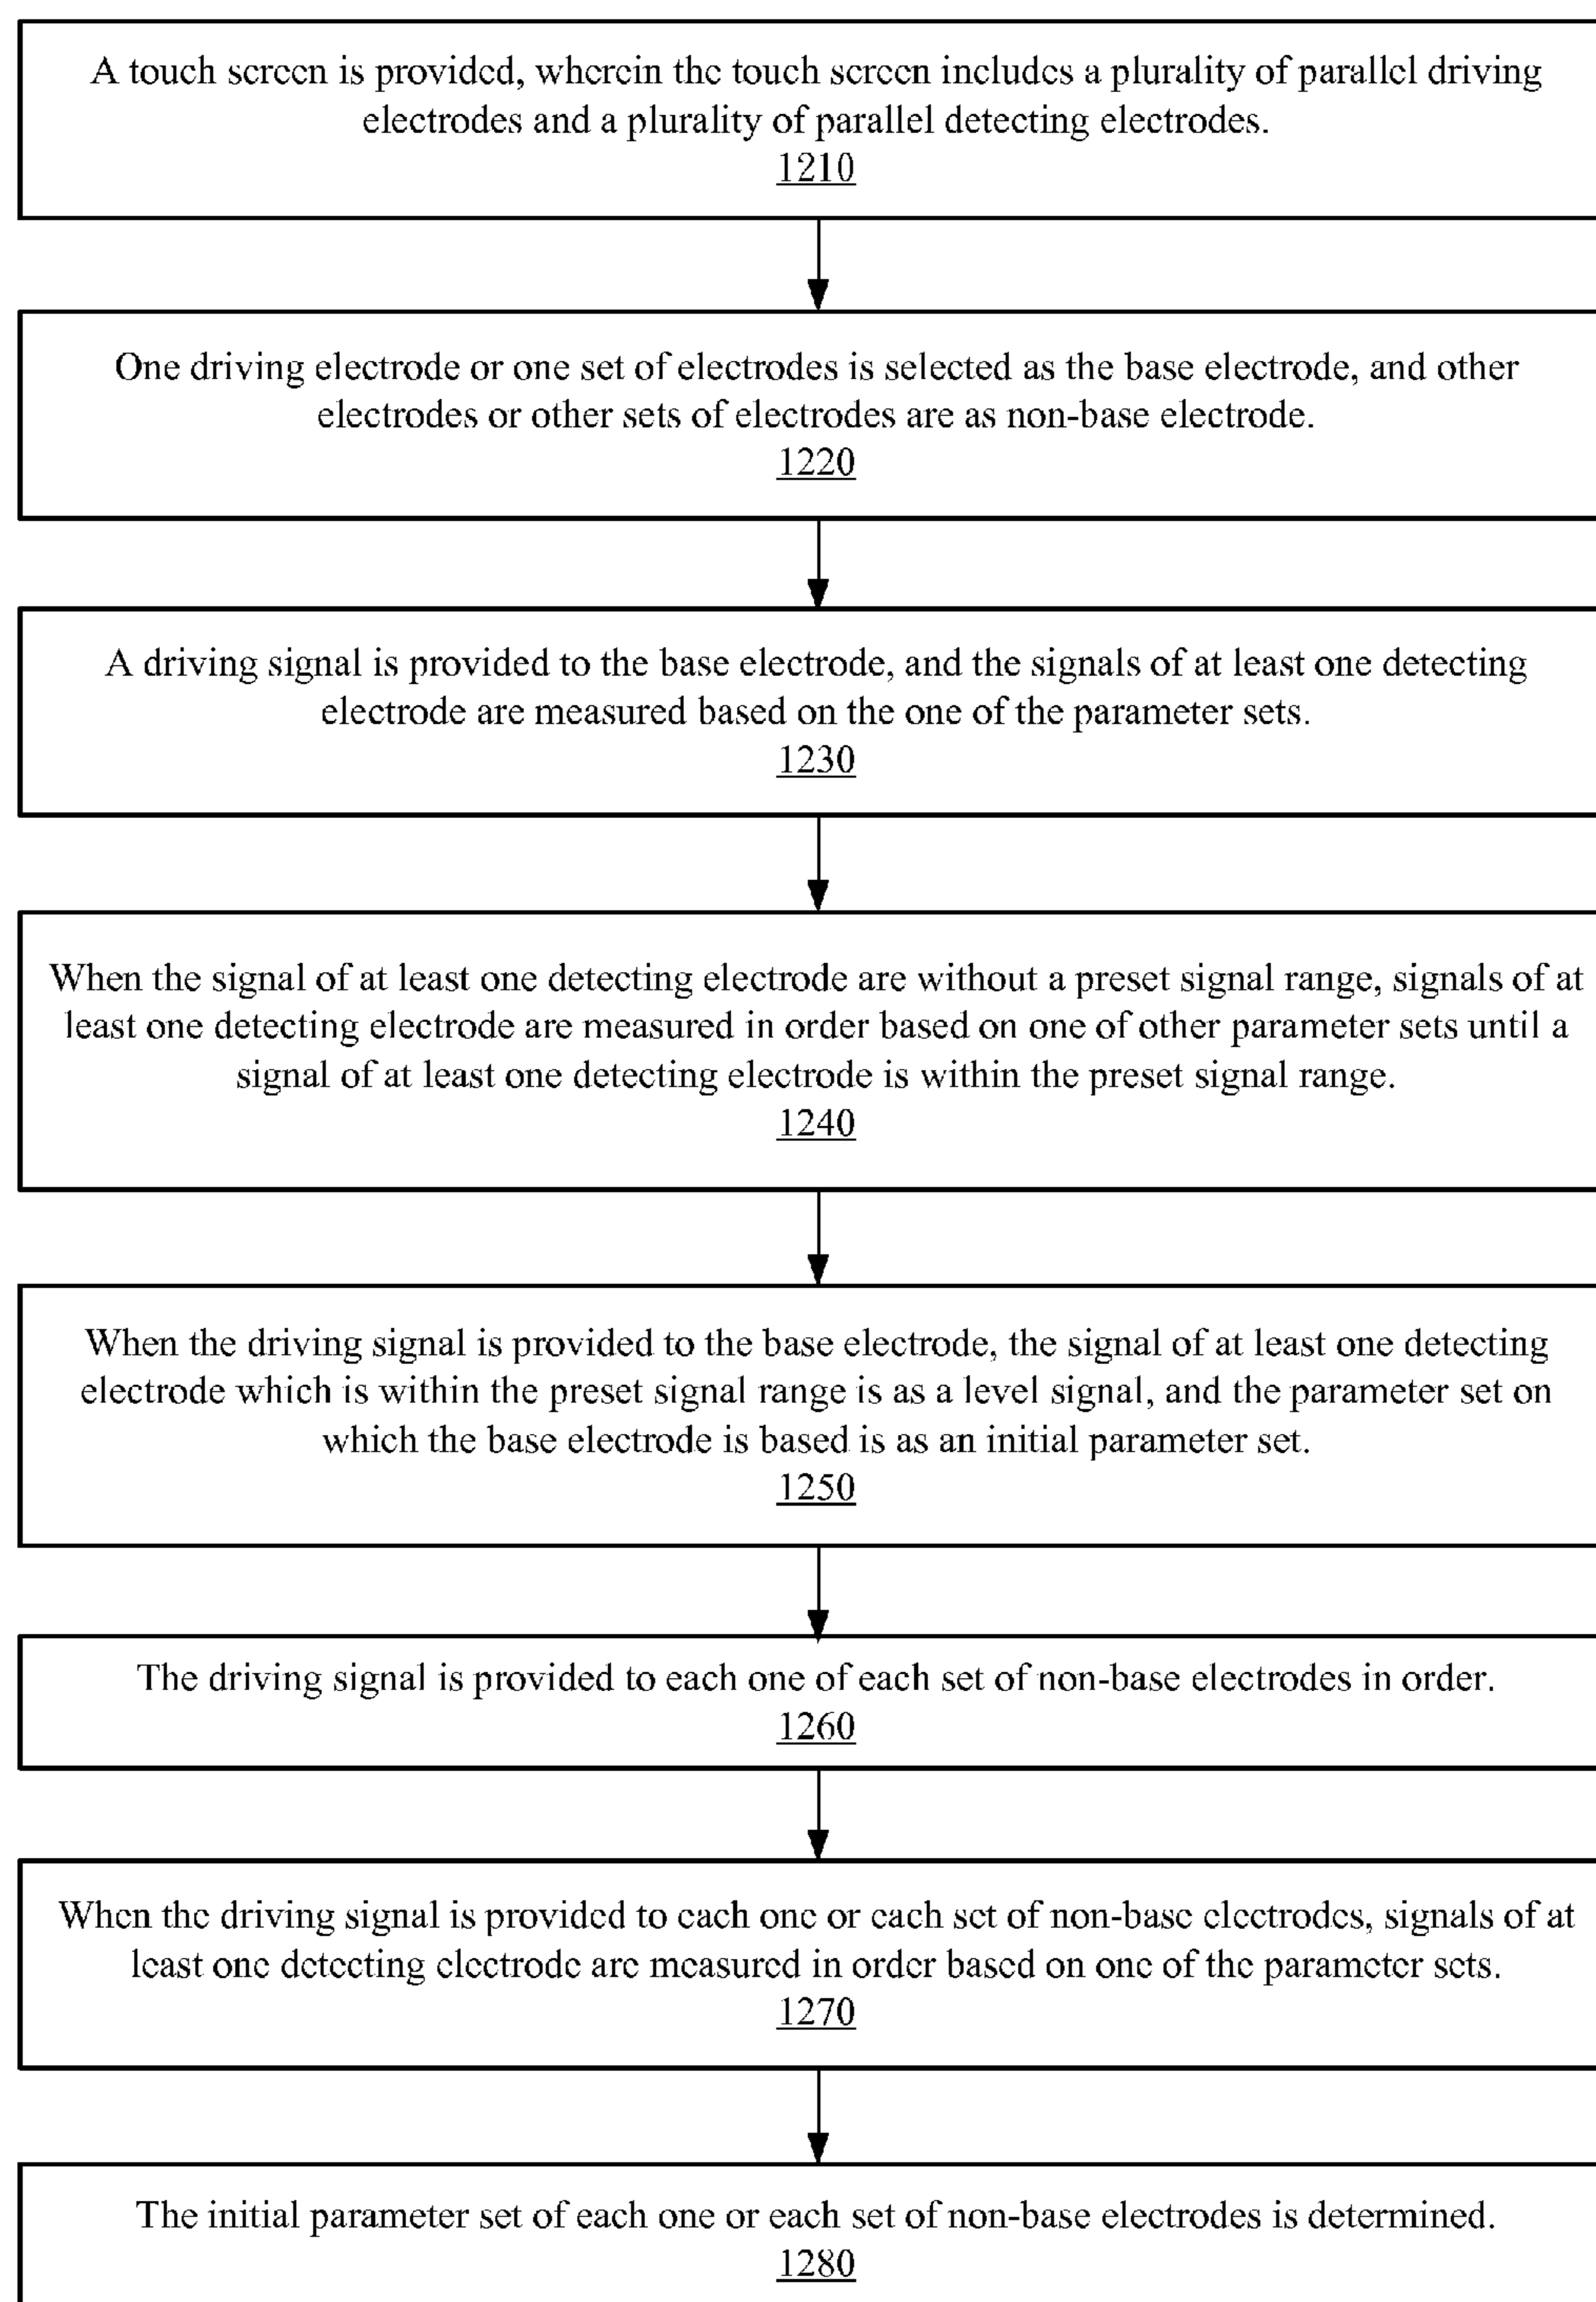 A touch screen is provided, wherein the touch screen includes a plurality of parallel driving
electrodes and a plurality of parallel detecting electrodes.
1210
One driving electrode or one set of electrodes is selected as the base electrode, and other
electrodes or other sets of electrodes are as non-base electrode.
1220
A driving signal is provided to the base electrode, and the signals of at least one detecting
electrode are measured based on the one of the parameter sets.
1230
When the signal of at least one detecting electrode are without a preset signal range, signals of at
least one detecting electrode are measured in order based on one of other parameter sets until a
signal of at least one detecting electrode is within the preset signal range.
1240
When the driving signal is provided to the base electrode, the signal of at least one detecting
electrode which is within the preset signal range is as a level signal, and the parameter set on
which the base electrode is based is as an initial parameter set.
1250
The driving signal is provided to each one of each set of non-base electrodes in order.
1260
When the driving signal is provided to each one or each set of non-base electrodes, signals of at
least one detecting electrode are measured in order based on one of the parameter sets.
1270
The initial parameter set of each one or each set of non-base electrodes is determined.
1280